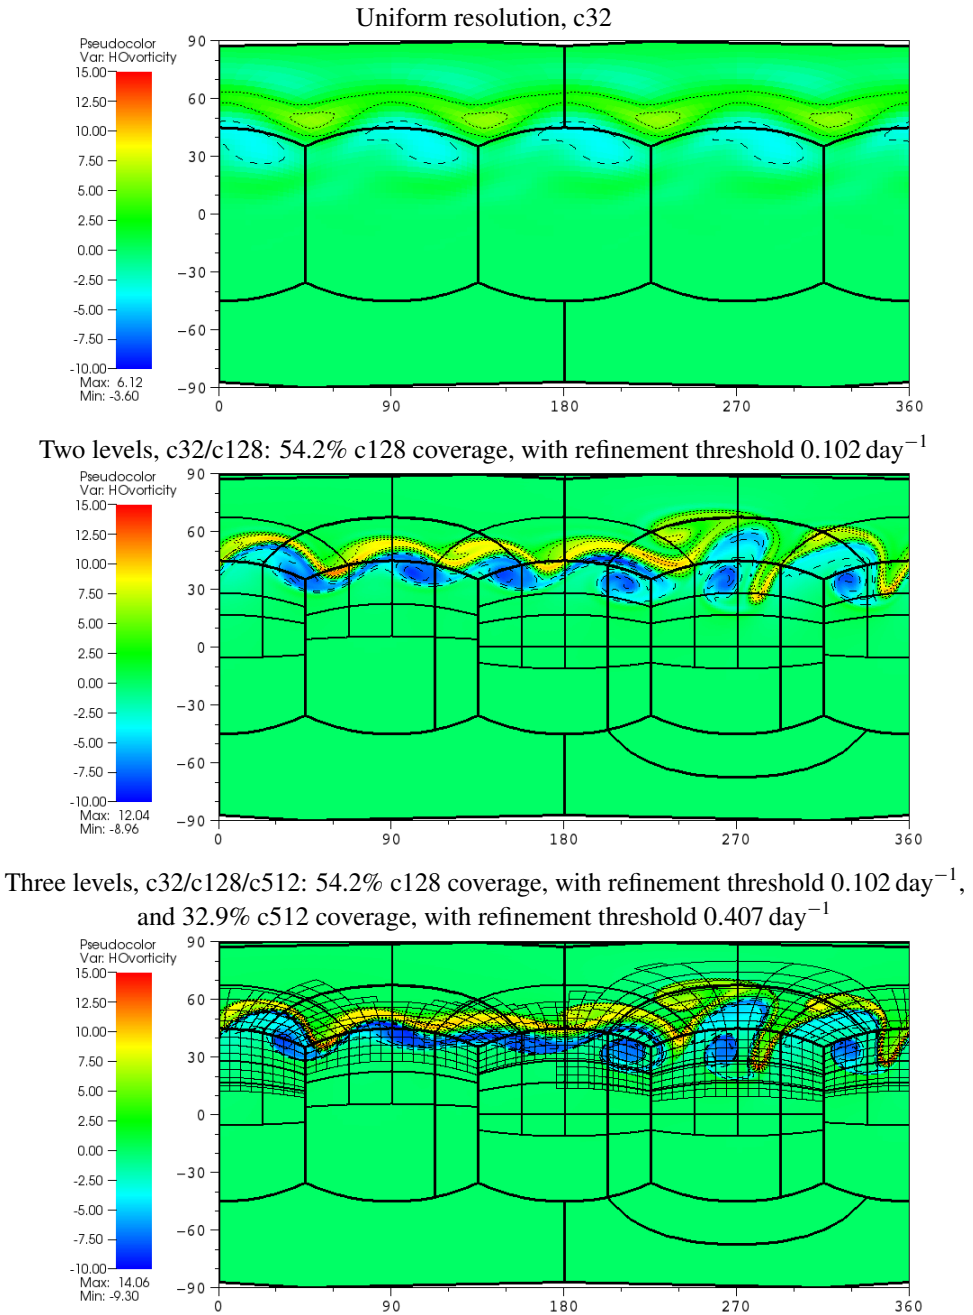 Uniform resolution, c32
Pseudocolor
Var: HOvorticity
15.00
12.50
10.00
7.50
5.00
2.50
0.00
-2.50
-5.00
-7.50
-10.00
Max: 6.12
Min: -3.60
90
60
30
0
−30
−60
−90
0 90 180 270 360
Two levels, c32/c128: 54.2% c128 coverage, with refinement threshold 0.102 day−1
Pseudocolor
Var: HOvorticity
15.00
12.50
10.00
7.50
5.00
2.50
0.00
-2.50
-5.00
-7.50
-10.00
Max: 12.04
Min: -8.96
90
60
30
0
−30
−60
−90
0 90 180 270 360
Three levels, c32/c128/c512: 54.2% c128 coverage, with refinement threshold 0.102 day−1,
and 32.9% c512 coverage, with refinement threshold 0.407 day−1
Pseudocolor
Var: HOvorticity
15.00
12.50
10.00
7.50
5.00
2.50
0.00
-2.50
-5.00
-7.50
-10.00
Max: 14.06
Min: -9.30
90
60
30
0
−30
−60
−90
0 90 180 270 360